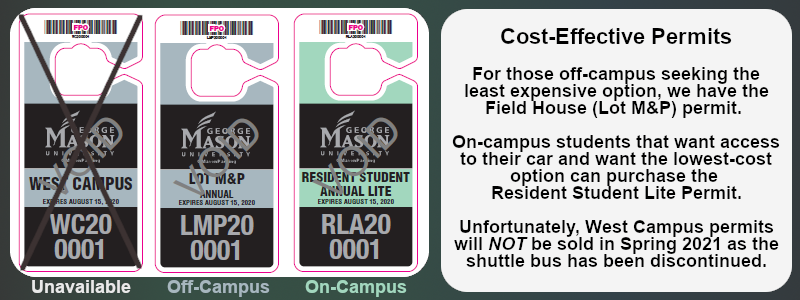 FPO
WC200004
GEORGE
MASON
UNIVERSITY
WEST CAMPUS
EXPIRES AUGUST 15, 2020
WC20
0001
Unavailable
FPO
LMP200004
GEORGE
MASON
UNIVERSITY
VOID
LOT M&P
ANNUAL
EXPIRES AUGUST 15, 2020
LMP20
0001
Off-Campus
FPO
RLA200004
GEORGE
MASON
UNIVERSITY
VOID
RESIDENT STUDENT
ANNUAL LITE
EXPIRES AUGUST 15, 2020
RLA20
0001
On-Campus
Cost-Effective Permits
For those off-campus seeking the
least expensive option, we have the
Field House (Lot M&P) permit.
On-campus students that want access
to their car and want the lowest-cost
option can purchase the
Resident Student Lite Permit.
Unfortunately, West Campus permits
will NOT be sold in Spring 2021 as the
shuttle bus has been discontinued.